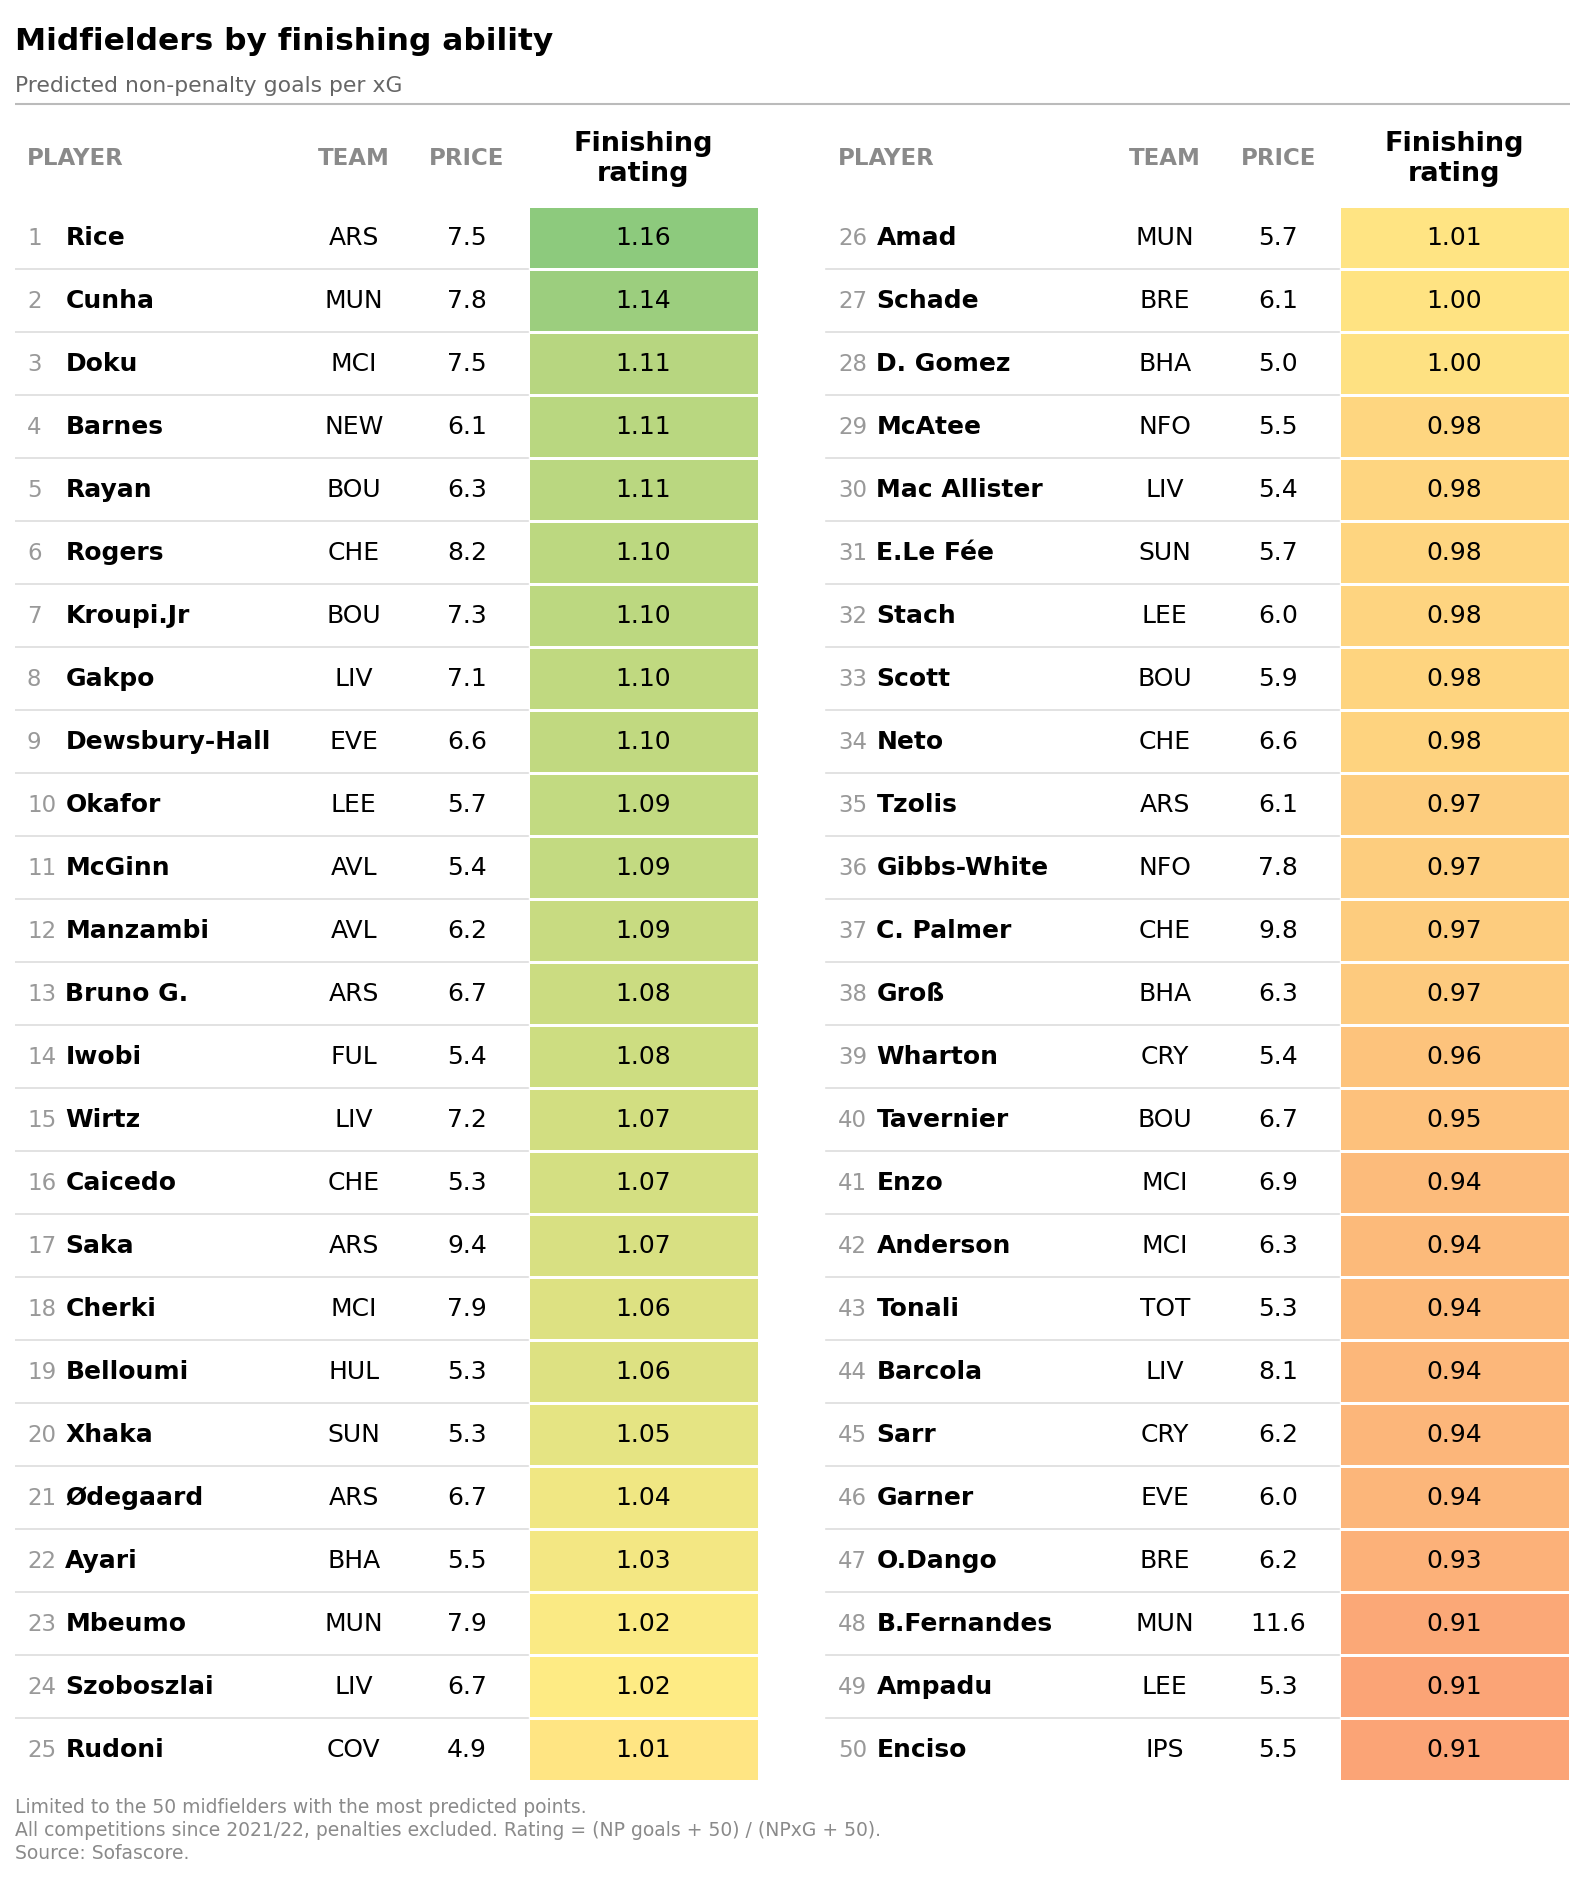 Midfielders by finishing ability
Predicted non-penalty goals per xG
PLAYER TEAM PRICE Finishing rating
1 Rice ARS 7.5 1.16
2 Cunha MUN 7.8 1.14
3 Doku MCI 7.5 1.11
4 Barnes NEW 6.1 1.11
5 Rayan BOU 6.3 1.11
6 Rogers CHE 8.2 1.10
7 Kroupi.Jr BOU 7.3 1.10
8 Gakpo LIV 7.1 1.10
9 Dewsbury-Hall EVE 6.6 1.10
10 Okafor LEE 5.7 1.09
11 McGinn AVL 5.4 1.09
12 Manzambi AVL 6.2 1.09
13 Bruno G. ARS 6.7 1.08
14 Iwobi FUL 5.4 1.08
15 Wirtz LIV 7.2 1.07
16 Caicedo CHE 5.3 1.07
17 Saka ARS 9.4 1.07
18 Cherki MCI 7.9 1.06
19 Belloumi HUL 5.3 1.06
20 Xhaka SUN 5.3 1.05
21 Ødegaard ARS 6.7 1.04
22 Ayari BHA 5.5 1.03
23 Mbeumo MUN 7.9 1.02
24 Szoboszlai LIV 6.7 1.02
25 Rudoni COV 4.9 1.01
PLAYER TEAM PRICE Finishing rating
26 Amad MUN 5.7 1.01
27 Schade BRE 6.1 1.00
28 D. Gomez BHA 5.0 1.00
29 McAtee NFO 5.5 0.98
30 Mac Allister LIV 5.4 0.98
31 E.Le Fée SUN 5.7 0.98
32 Stach LEE 6.0 0.98
33 Scott BOU 5.9 0.98
34 Neto CHE 6.6 0.98
35 Tzolis ARS 6.1 0.97
36 Gibbs-White NFO 7.8 0.97
37 C. Palmer CHE 9.8 0.97
38 Groß BHA 6.3 0.97
39 Wharton CRY 5.4 0.96
40 Tavernier BOU 6.7 0.95
41 Enzo MCI 6.9 0.94
42 Anderson MCI 6.3 0.94
43 Tonali TOT 5.3 0.94
44 Barcola LIV 8.1 0.94
45 Sarr CRY 6.2 0.94
46 Garner EVE 6.0 0.94
47 O.Dango BRE 6.2 0.93
48 B.Fernandes MUN 11.6 0.91
49 Ampadu LEE 5.3 0.91
50 Enciso IPS 5.5 0.91
Limited to the 50 midfielders with the most predicted points.
All competitions since 2021/22, penalties excluded. Rating = (NP goals + 50) / (NPxG + 50).
Source: Sofascore.